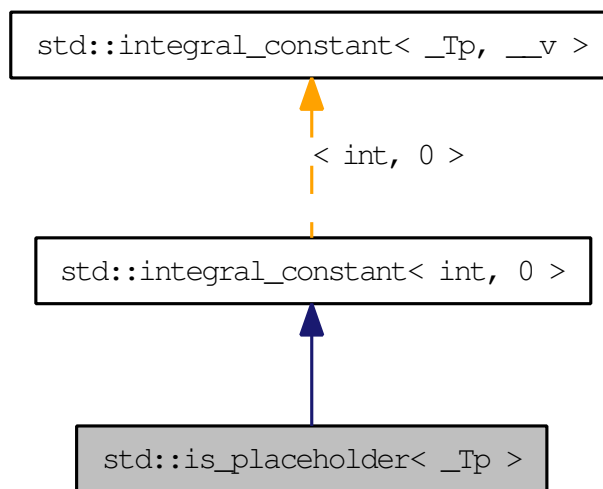 std::integral_constant< _Tp, __v >
< int, 0 >
std::integral_constant< int, 0 >
std::is_placeholder< _Tp >